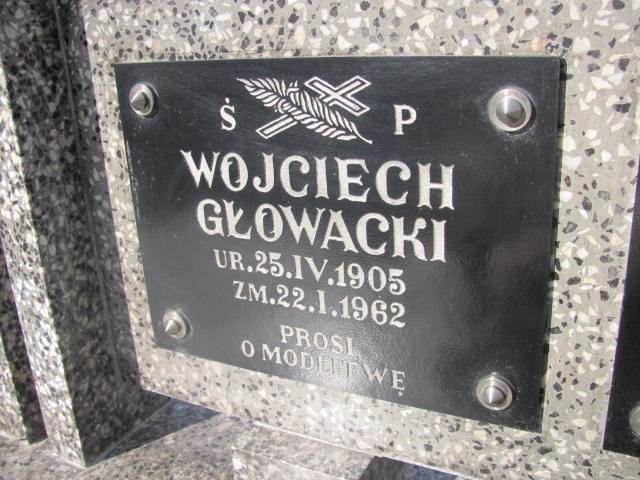 Ś P
WOJCIECH
GŁOWACKI
UR. 25.IV.1905
ZM. 22.I.1962
PROSI
O MODLITWĘ